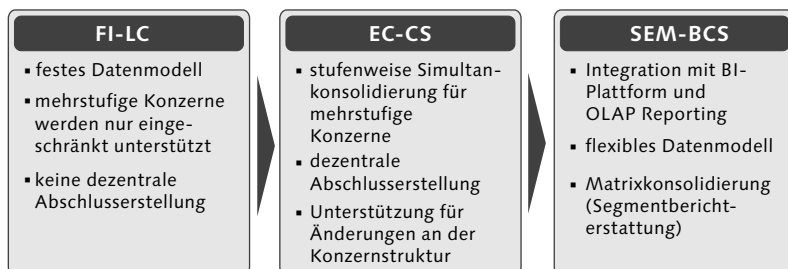 FI-LC
▪ festes Datenmodell
▪ mehrstufige Konzerne
werden nur einge-
schränkt unterstützt
▪ keine dezentrale
Abschlusserstellung
EC-CS
▪ stufenweise Simultan-
konsolidierung für
mehrstufige
Konzerne
▪ dezentrale
Abschlusserstellung
▪ Unterstützung für
Änderungen an der
Konzernstruktur
SEM-BCS
▪ Integration mit BI-
Plattform und
OLAP Reporting
▪ flexibles Datenmodell
▪ Matrixkonsolidierung
(Segmentbericht-
erstattung)